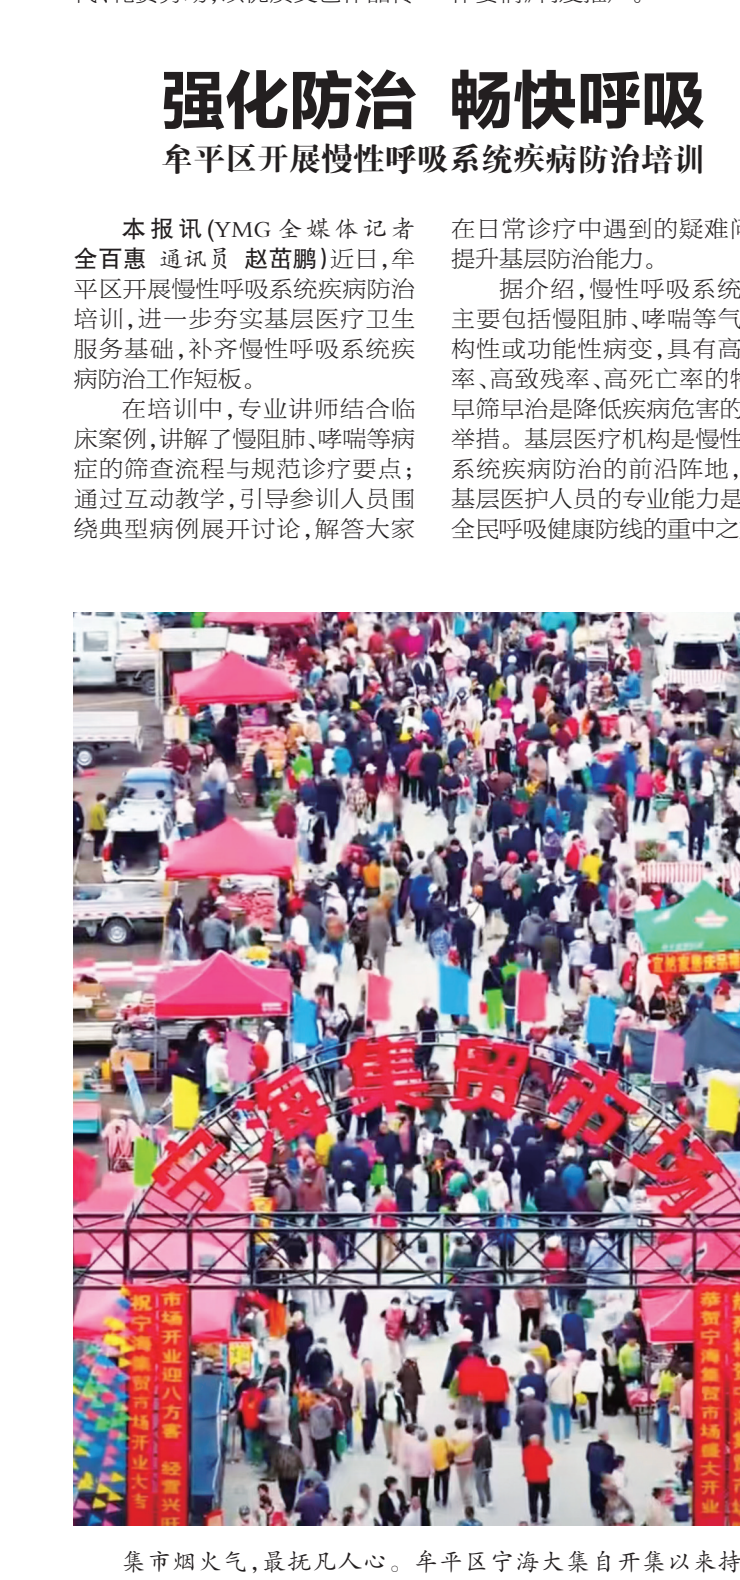 强化防治 畅快呼吸
牟平区开展慢性呼吸系统疾病防治培训
本报讯(YMG 全媒体记者
全百惠 通讯员 赵茁鹏)近日,牟
平区开展慢性呼吸系统疾病防治
培训,进一步夯实基层医疗卫生
服务基础,补齐慢性呼吸系统疾
病防治工作短板。
在培训中,专业讲师结合临
床案例,讲解了慢阻肺、哮喘等病
症的筛查流程与规范诊疗要点;
通过互动教学,引导参训人员围
绕典型病例展开讨论,解答大家
在日常诊疗中遇到的疑难问
提升基层防治能力。
据介绍,慢性呼吸系统
主要包括慢阻肺、哮喘等气
构性或功能性病变,具有高
率、高致残率、高死亡率的特
早筛早治是降低疾病危害的
举措。基层医疗机构是慢性
系统疾病防治的前沿阵地,
基层医护人员的专业能力是
全民呼吸健康防线的重中之
宁海集贸市场
市场开业迎八方客 经营兴旺
祝宁海集贸市场开业大吉
恭贺宁海集贸市场盛大开业
集市烟火气,最抚凡人心。牟平区宁海大集自开集以来持